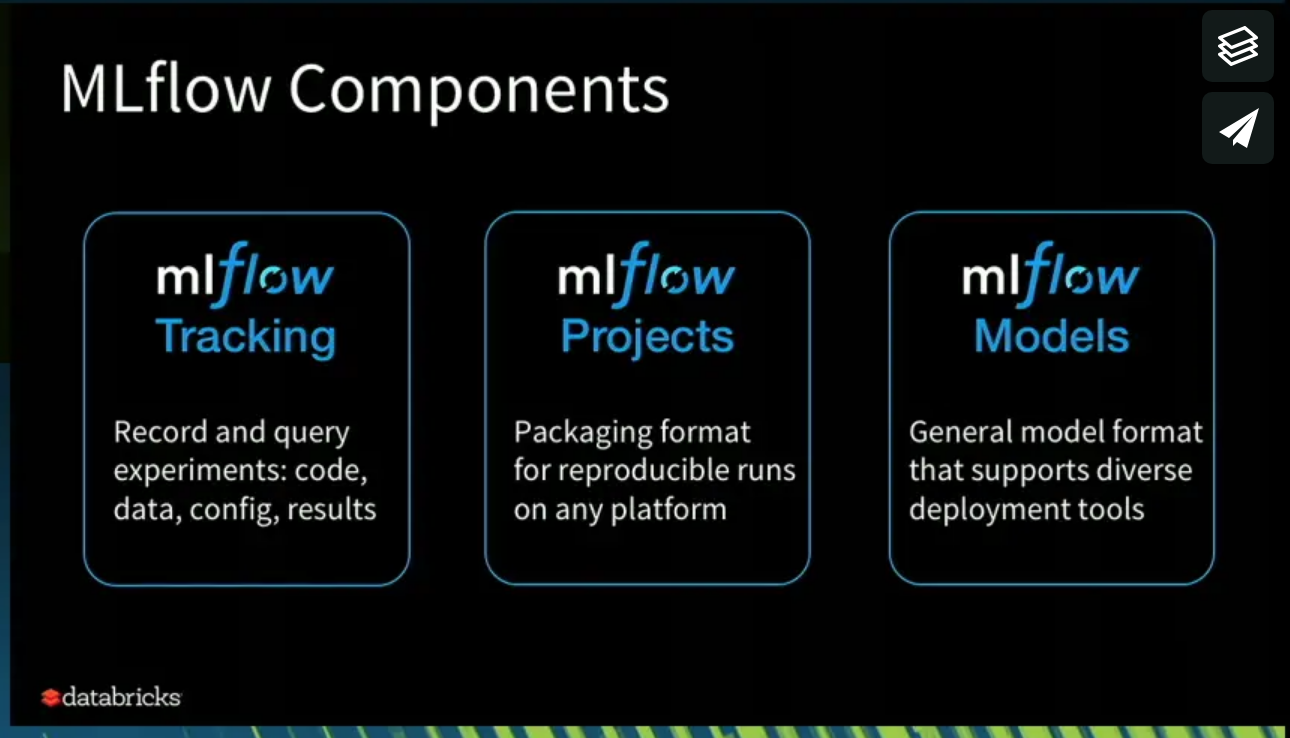 MLflow Components
mlflow
Tracking
Record and query
experiments: code,
data, config, results
mlflow
Projects
Packaging format
for reproducible runs
on any platform
mlflow
Models
General model format
that supports diverse
deployment tools
databricks